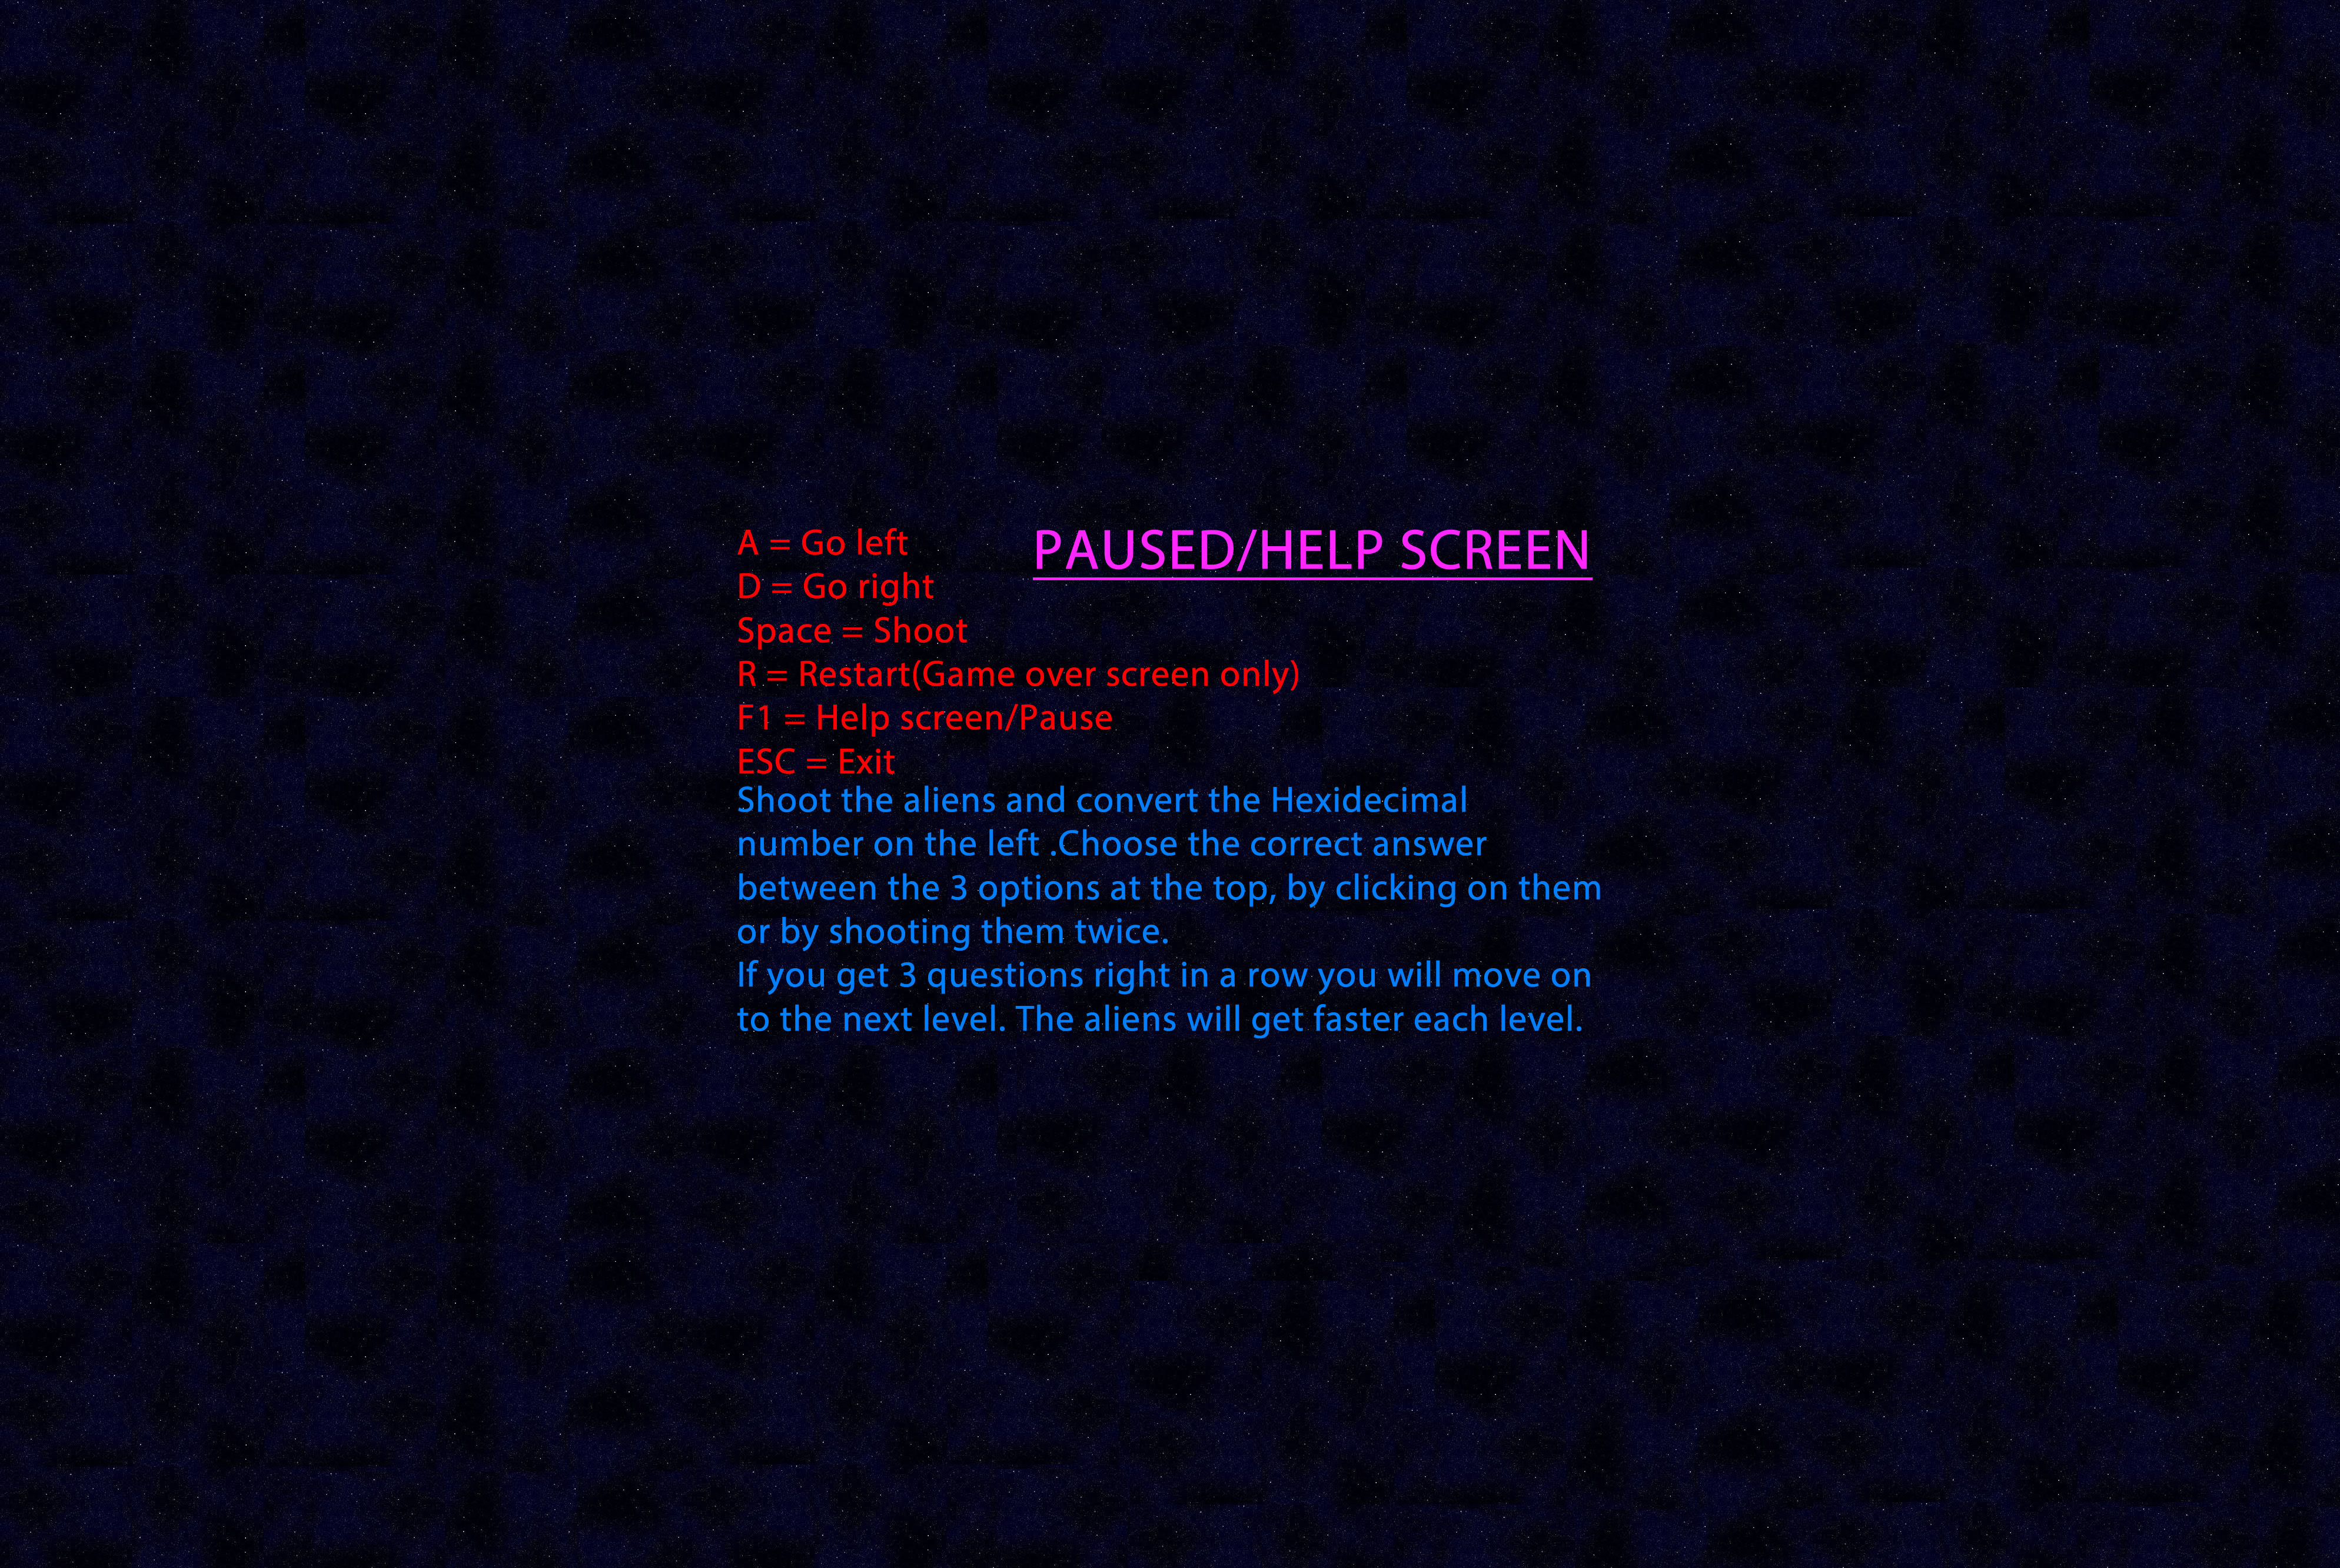 PAUSED/HELP SCREEN
A = Go left
D = Go right
Space = Shoot
R = Restart(Game over screen only)
F1 = Help screen/Pause
ESC = Exit
Shoot the aliens and convert the Hexidecimal
number on the left .Choose the correct answer
between the 3 options at the top, by clicking on them
or by shooting them twice.
If you get 3 questions right in a row you will move on
to the next level. The aliens will get faster each level.